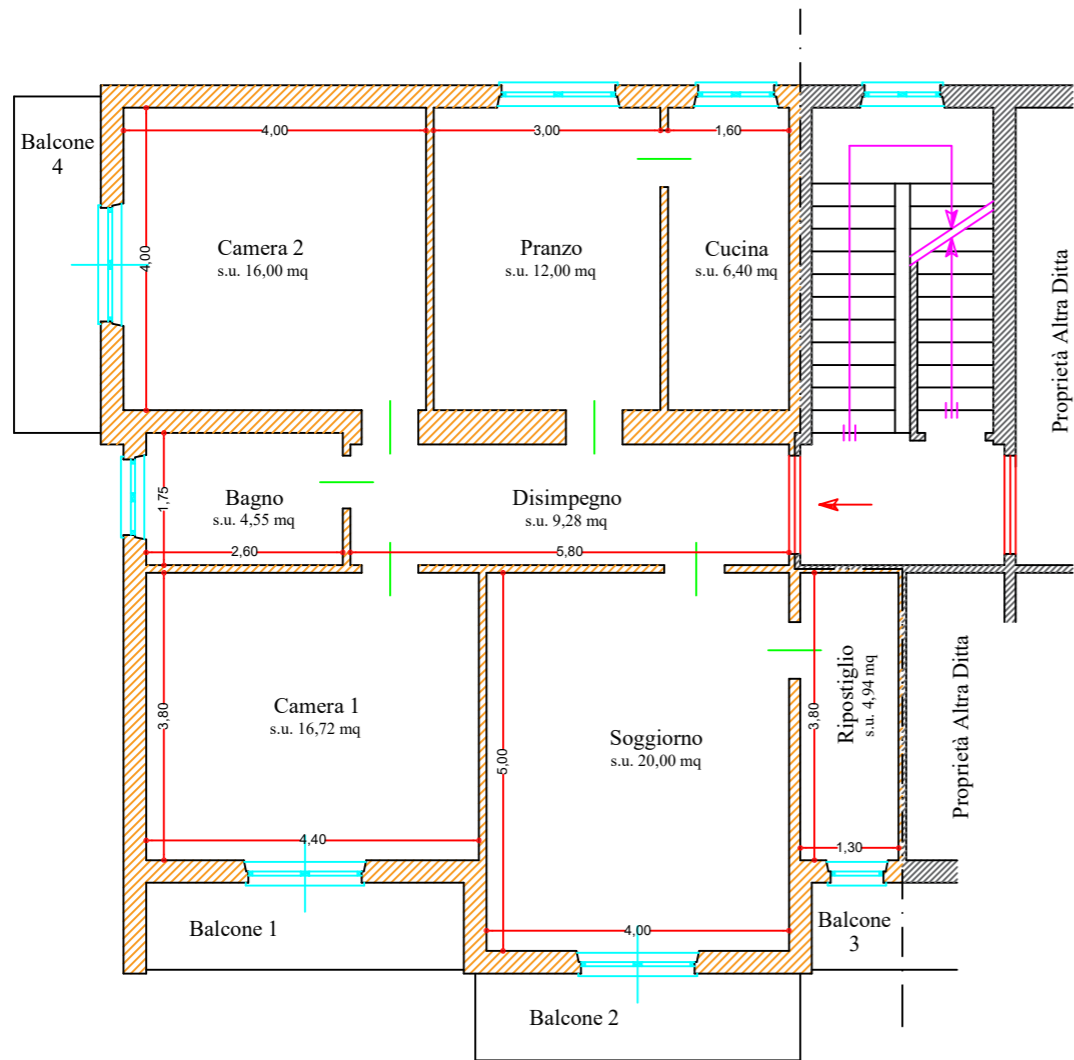 Balcone
4
4,00
3,00
1,60
4,00
Camera 2
s.u. 16,00 mq
Pranzo
s.u. 12,00 mq
Cucina
s.u. 6,40 mq
Proprietà Altra Ditta
1,75
Bagno
s.u. 4,55 mq
2,60
Disimpegno
s.u. 9,28 mq
5,80
3,80
Camera 1
s.u. 16,72 mq
4,40
5,00
Soggiorno
s.u. 20,00 mq
4,00
3,80
Ripostiglio
s.u. 4,94 mq
1,30
Proprietà Altra Ditta
Balcone 1
Balcone
3
Balcone 2